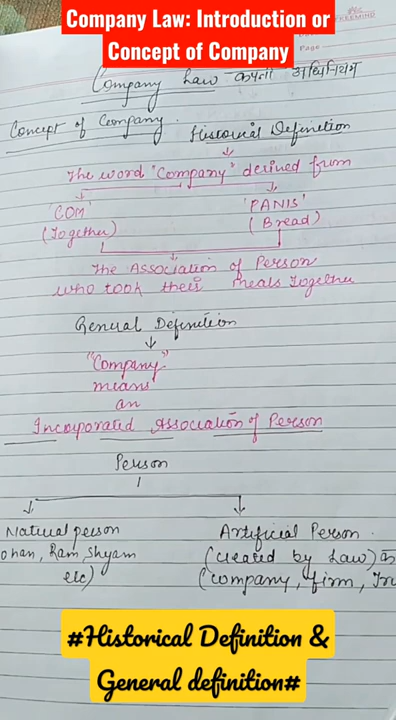 Company Law: Introduction or
Concept of Company
FREEMIND
Page
Company Law - कंपनी अधिनियम
Concept of Company.
Historical Definition
The word "Company" derived from
'COM' 'PANIS'
(Together) (Bread)
The Association of Person
who took their meals Together
General Definition
"Company"
means
an
Incorporated Association of Person
Person
Natural person Artificial Person.
ohan, Ram, Shyam (created by Law)
etc) (company, firm,
#Historical Definition &
General definition#